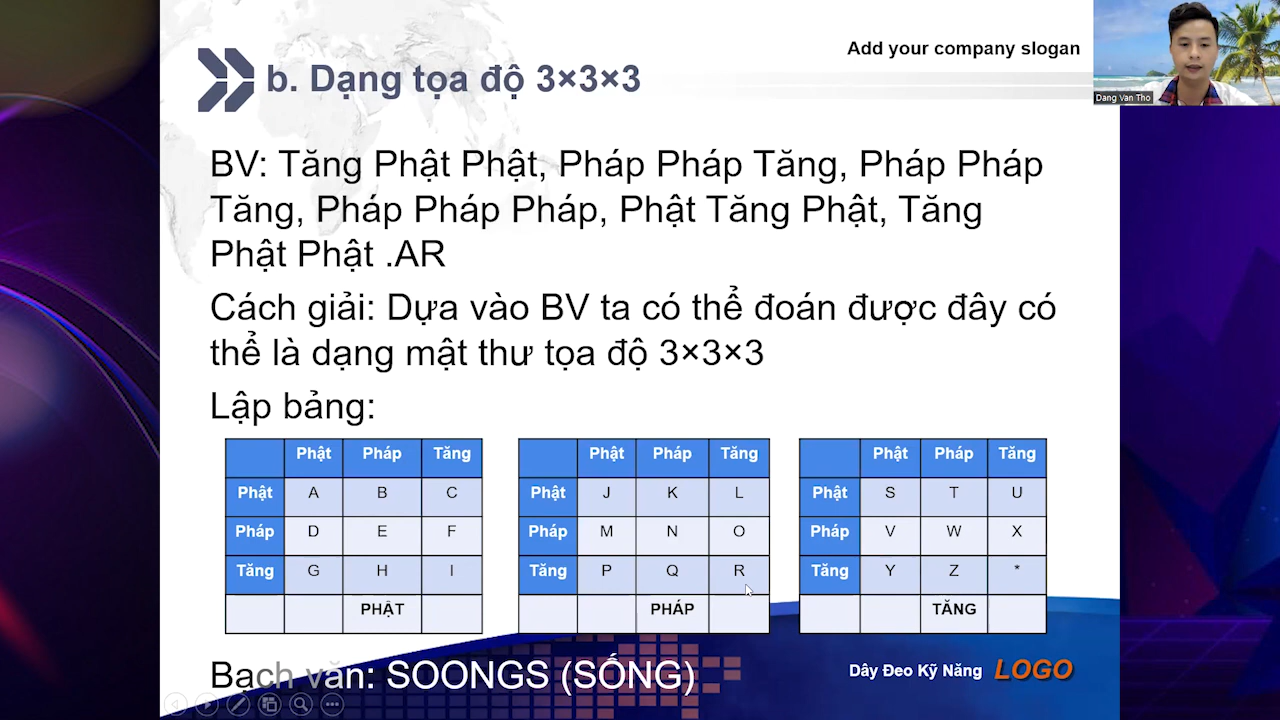 Add your company slogan
Dang Van Tho
b. Dạng tọa độ 3×3×3
BV: Tăng Phật Phật, Pháp Pháp Tăng, Pháp Pháp
Tăng, Pháp Pháp Pháp, Phật Tăng Phật, Tăng
Phật Phật .AR
Cách giải: Dựa vào BV ta có thể đoán được đây có
thể là dạng mật thư tọa độ 3×3×3
Lập bảng:
Phật Pháp Tăng
Phật A B C
Pháp D E F
Tăng G H I
PHẬT
Phật Pháp Tăng
Phật J K L
Pháp M N O
Tăng P Q R
PHÁP
Phật Pháp Tăng
Phật S T U
Pháp V W X
Tăng Y Z *
TĂNG
Bạch văn: SOONGS (SỐNG)
Dây Đeo Kỹ Năng LOGO